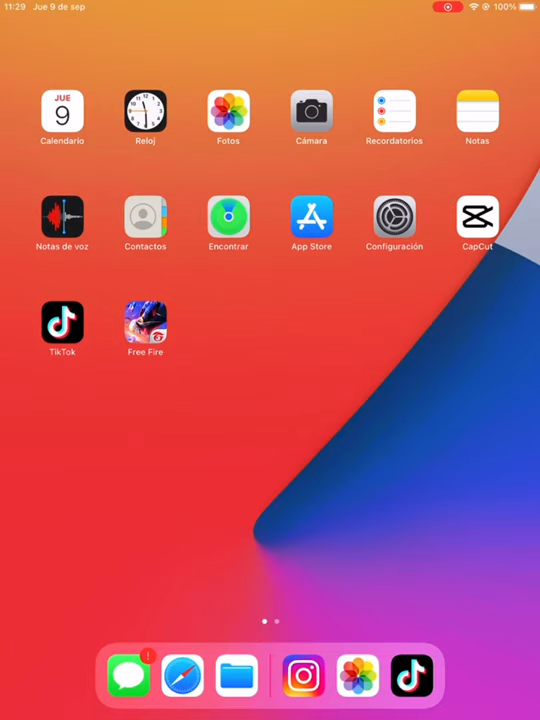 11:29 Jue 9 de sep 100%
JUE
9
Calendario Reloj Fotos Cámara Recordatorios Notas
Notas de voz Contactos Encontrar App Store Configuración CapCut
TikTok Free Fire
!